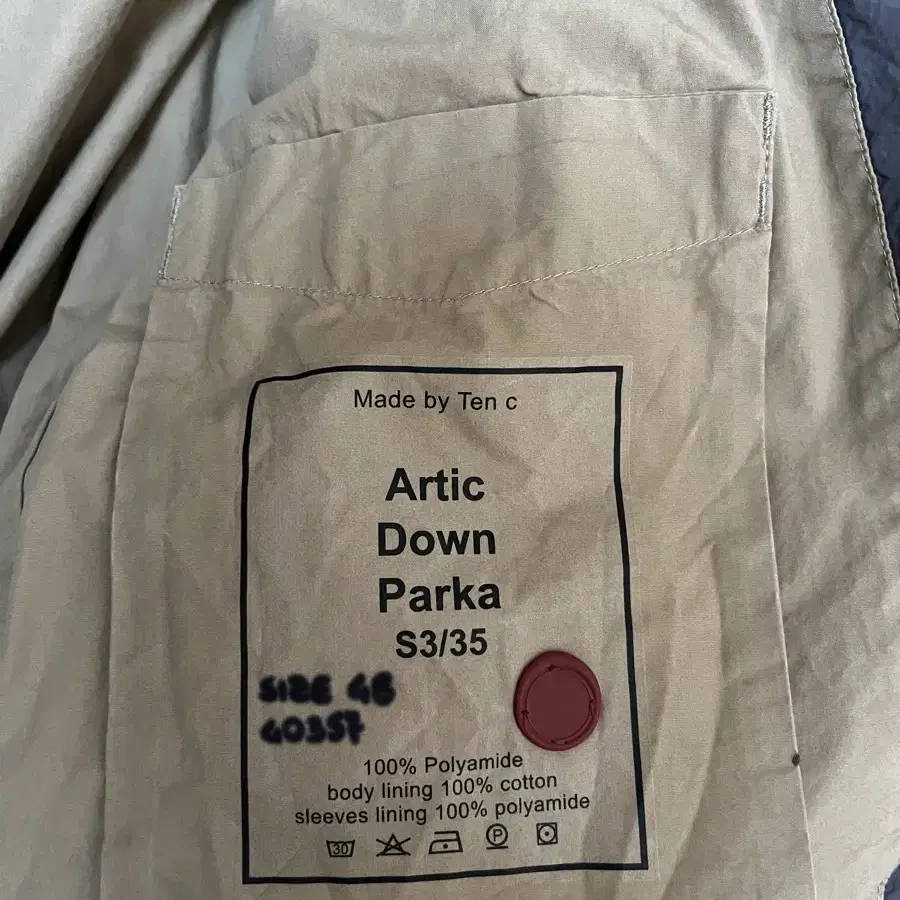 Made by Ten c
Artic
Down
Parka
S3/35
SIZE 46
40357
100% Polyamide
body lining 100% cotton
sleeves lining 100% polyamide
30 P